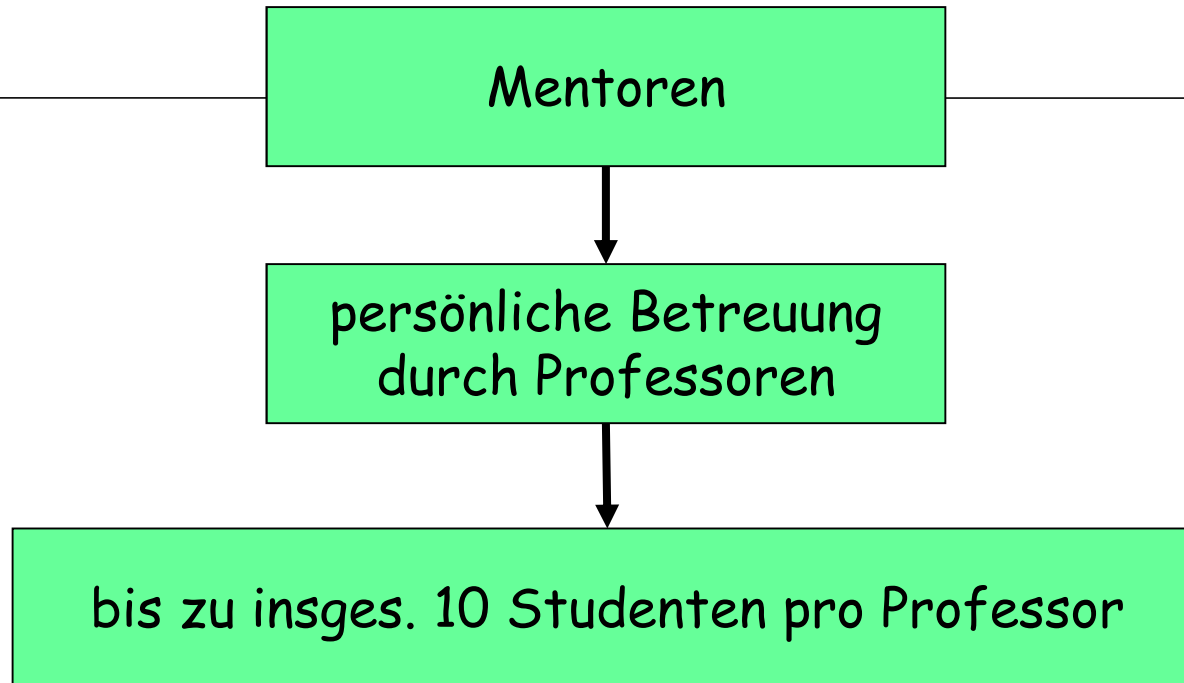 Mentoren
persönliche Betreuung
durch Professoren
bis zu insges. 10 Studenten pro Professor